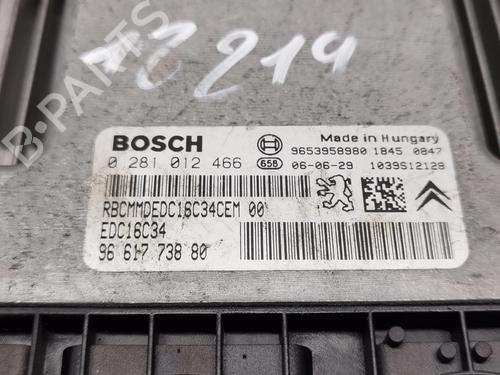 13214
BOSCH
Made in Hungary
9653958980 1845 0847
0 281 012 466 658 06-06-29 1039S12128
RBCMMDEDC16C34CEM 00
EDC16C34
96 617 738 80
B-PARTS